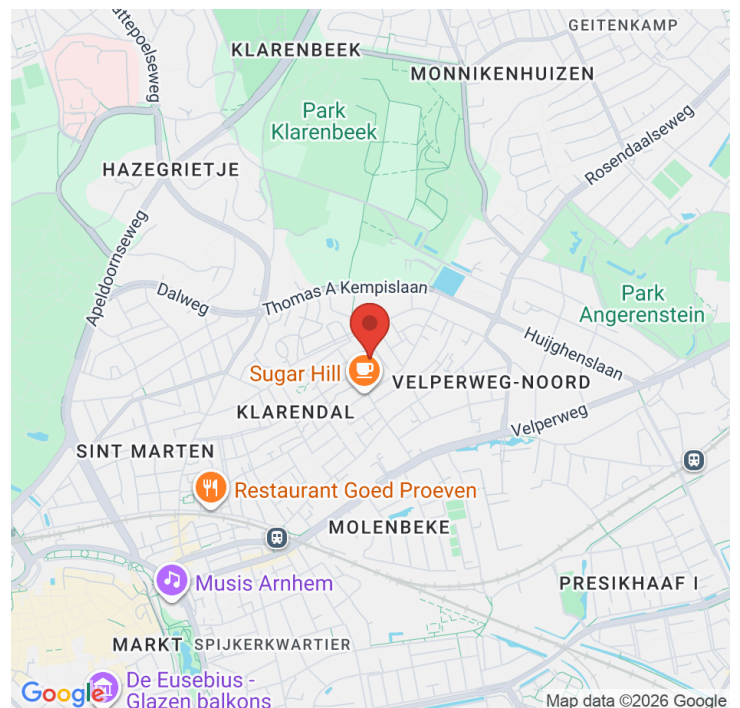 GEITENKAMP
KLARENBEEK
MONNIKENHUIZEN
Park
Klarenbeek
Rosendaalseweg
HAZEGRIETJE
Apeldoornseweg
Dalweg
Thomas A Kempislaan
Park
Angerenstein
Huijghenslaan
Sugar Hill
VELPERWEG-NOORD
KLARENDAL
Velperweg
SINT MARTEN
Restaurant Goed Proeven
MOLENBEKE
Musis Arnhem
PRESIKHAAF I
MARKT
SPIJKERKWARTIER
De Eusebius -
Glazen balkons
Google
Map data ©2026 Google